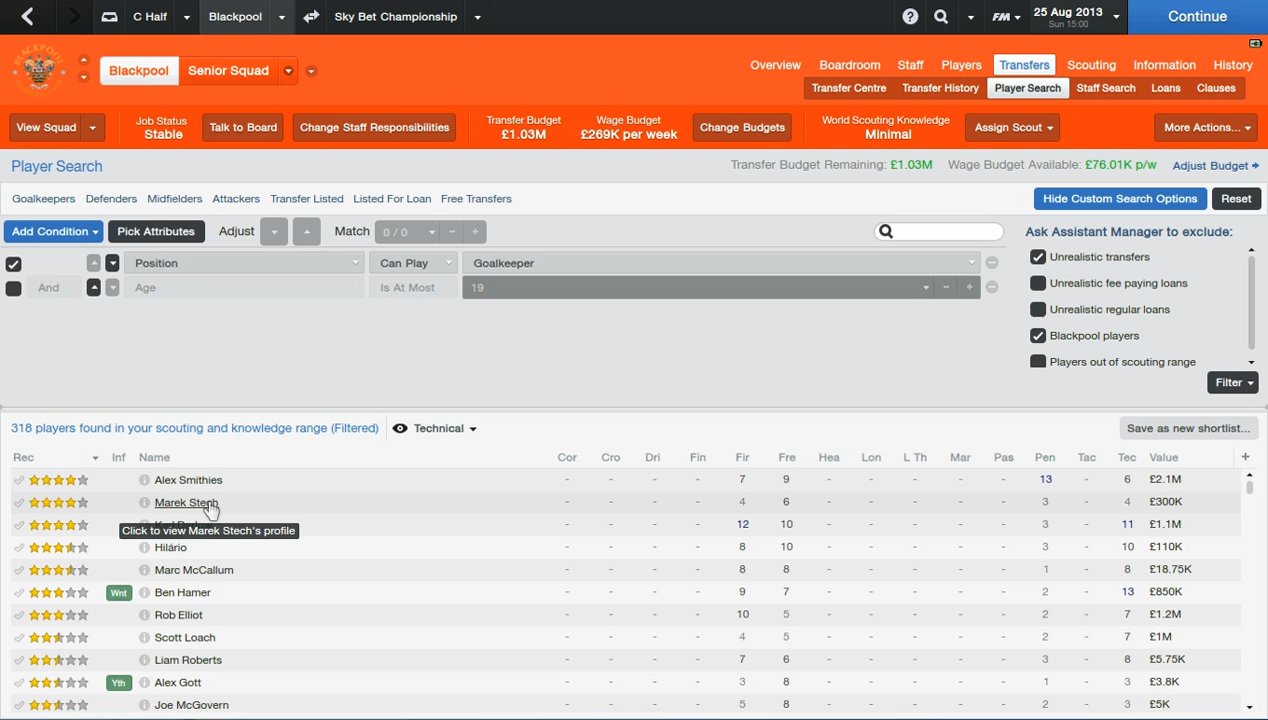 C Half Blackpool Sky Bet Championship ? FM 25 Aug 2013 Continue
Sun 15:00
BLACKPOOL
Blackpool Senior Squad
Overview Boardroom Staff Players Transfers Scouting Information History
Transfer Centre Transfer History Player Search Staff Search Loans Clauses
View Squad Job Status Stable Talk to Board Change Staff Responsibilities Transfer Budget £1.03M Wage Budget £269K per week Change Budgets World Scouting Knowledge Minimal Assign Scout More Actions...
Player Search Transfer Budget Remaining: £1.03M Wage Budget Available: £76.01K p/w Adjust Budget
Goalkeepers Defenders Midfielders Attackers Transfer Listed Listed For Loan Free Transfers Hide Custom Search Options Reset
Add Condition Pick Attributes Adjust Match 0 / 0 - + Ask Assistant Manager to exclude:
Position Can Play Goalkeeper Unrealistic transfers
And Age Is At Most 19 - + Unrealistic fee paying loans
Unrealistic regular loans
Blackpool players
Players out of scouting range
Filter
318 players found in your scouting and knowledge range (Filtered) Technical Save as new shortlist...
Rec Inf Name Cor Cro Dri Fin Fir Fre Hea Lon L Th Mar Pas Pen Tac Tec Value +
Alex Smithies - - - - 7 9 - - - - - 13 - 6 £2.1M
Marek Stech - - - - 4 6 - - - - - 3 - 4 £300K
- - - - 12 10 - - - - - 3 - 11 £1.1M
Click to view Marek Stech's profile
Hilário - - - - 8 10 - - - - - 3 - 10 £110K
Marc McCallum - - - - 8 8 - - - - - 1 - 8 £18.75K
Wnt Ben Hamer - - - - 9 7 - - - - - 2 - 13 £850K
Rob Elliot - - - - 10 5 - - - - - 2 - 7 £1.2M
Scott Loach - - - - 4 5 - - - - - 2 - 7 £1M
Liam Roberts - - - - 7 6 - - - - - 3 - 8 £5.75K
Yth Alex Gott - - - - 3 8 - - - - - 1 - 3 £3.8K
Joe McGovern - - - - 5 8 - - - - - 2 - 3 £5K